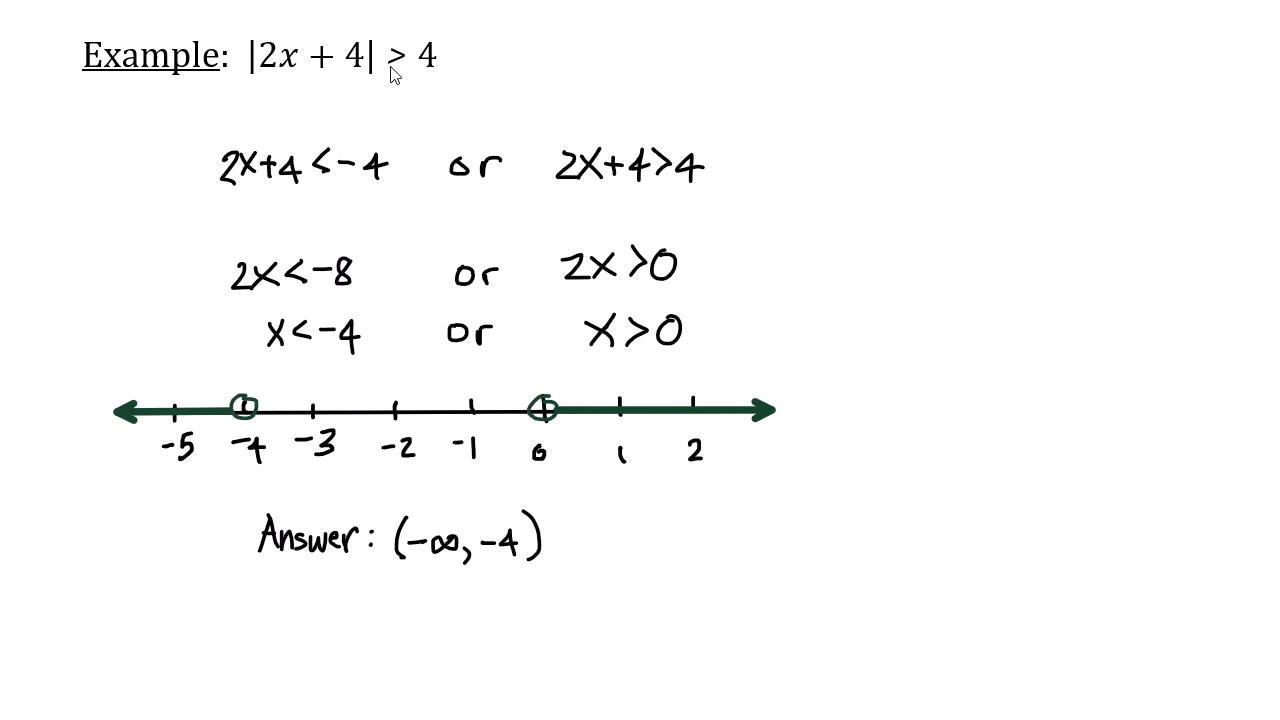 Example: |2x + 4| > 4
2x+4<-4 or 2x+4>4
2x<-8 or 2x>0
x<-4 or x>0
-5 -4 -3 -2 -1 0 1 2
Answer: (-∞, -4)